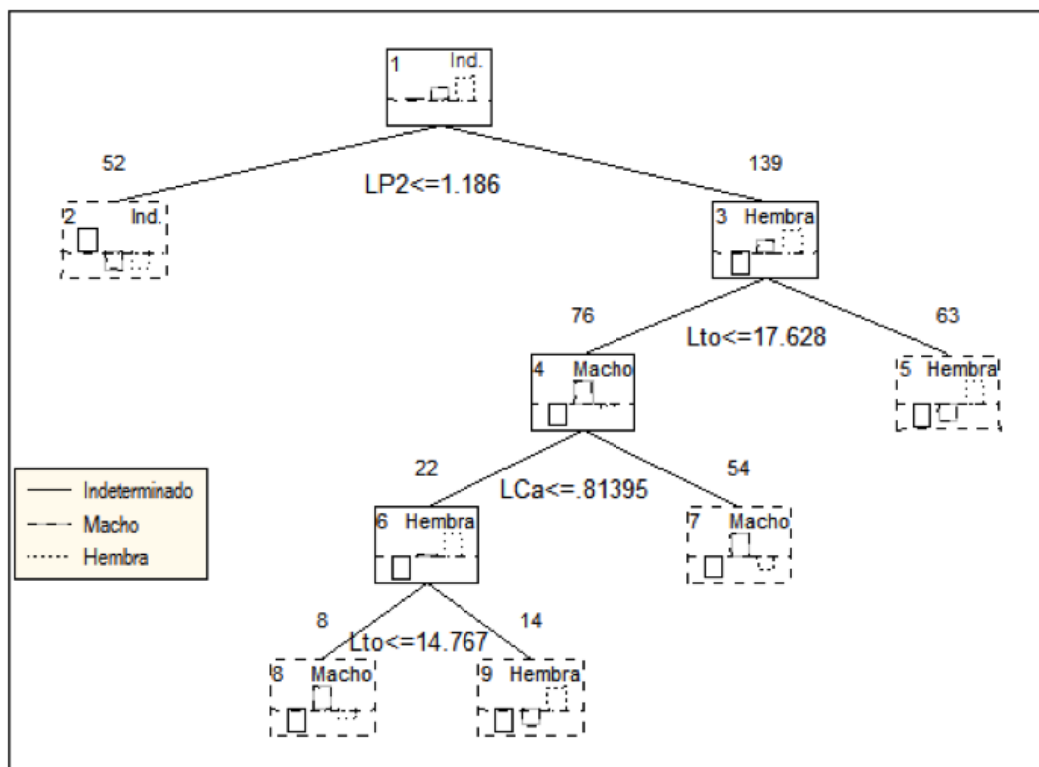 1 Ind.
52
139
LP2<=1.186
2 Ind.
3 Hembra
76
63
Lto<=17.628
4 Macho
5 Hembra
22
54
LCa<=.81395
Indeterminado
Macho
Hembra
6 Hembra
7 Macho
8
14
Lto<=14.767
8 Macho
9 Hembra